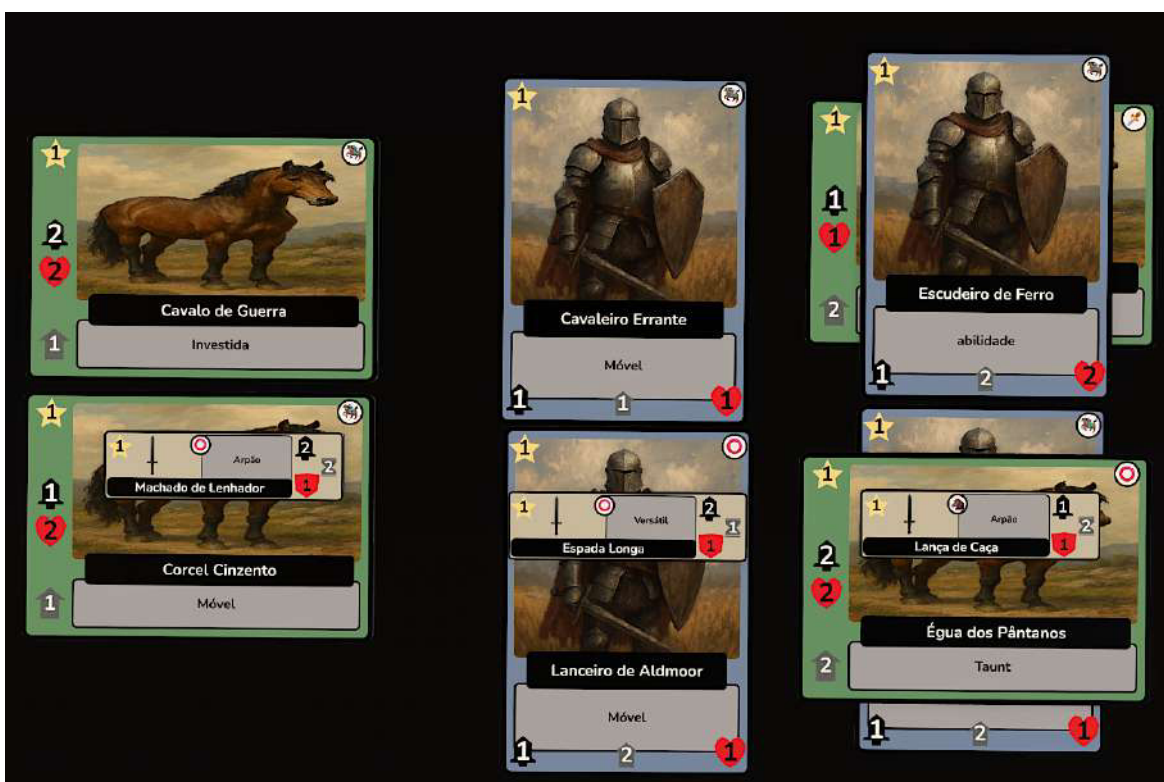 1
2
2
Cavalo de Guerra
1
Investida
1
1
Arpão
2
2
Machado de Lenhador
1
1
2
Corcel Cinzento
1
Móvel
1
Cavaleiro Errante
Móvel
1
1
1
1
1
Versátil
2
1
Espada Longa
1
Lanceiro de Aldmoor
Móvel
1
2
1
1
1
1
1
2
Escudeiro de Ferro
abilidade
1
2
2
1
1
1
Arpão
1
2
Lança de Caça
1
2
2
Égua dos Pântanos
2
Taunt
1
2
1